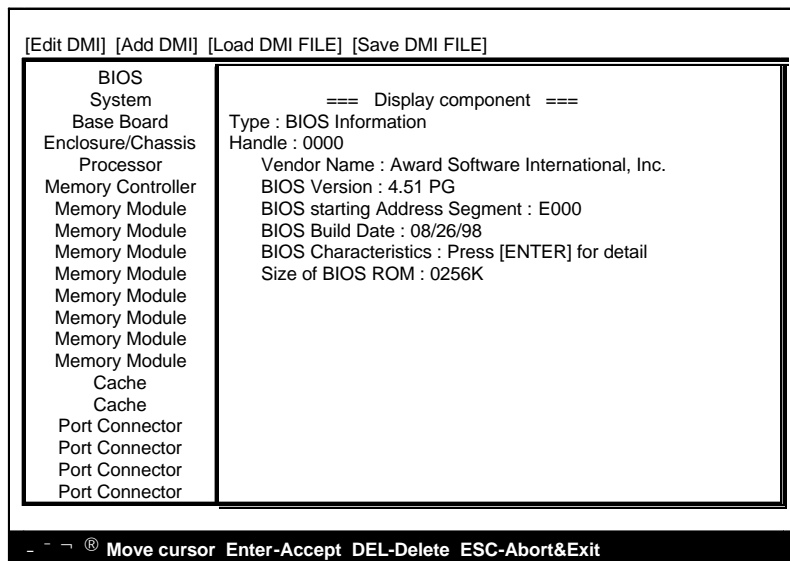 [Edit DMI] [Add DMI] [Load DMI FILE] [Save DMI FILE]
BIOS
System
Base Board
Enclosure/Chassis
Processor
Memory Controller
Memory Module
Memory Module
Memory Module
Memory Module
Memory Module
Memory Module
Memory Module
Memory Module
Cache
Cache
Port Connector
Port Connector
Port Connector
Port Connector
=== Display component ===
Type : BIOS Information
Handle : 0000
Vendor Name : Award Software International, Inc.
BIOS Version : 4.51 PG
BIOS starting Address Segment : E000
BIOS Build Date : 08/26/98
BIOS Characteristics : Press [ENTER] for detail
Size of BIOS ROM : 0256K
- - ¬ ® Move cursor Enter-Accept DEL-Delete ESC-Abort&Exit